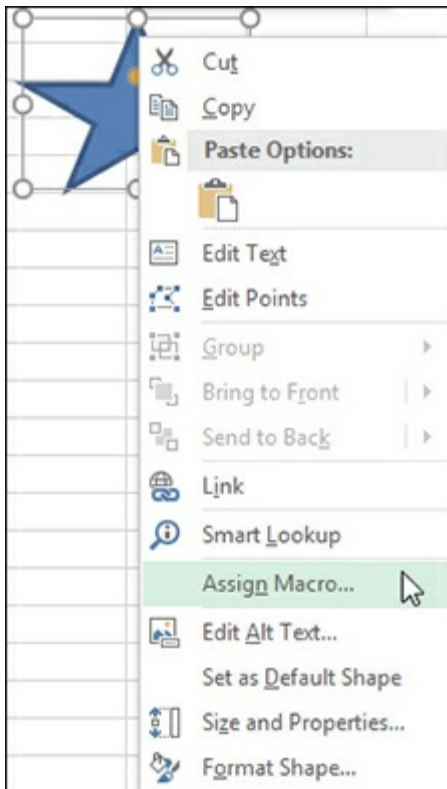 Cut
Copy
Paste Options:
Edit Text
Edit Points
Group
Bring to Front
Send to Back
Link
Smart Lookup
Assign Macro...
Edit Alt Text...
Set as Default Shape
Size and Properties...
Format Shape...